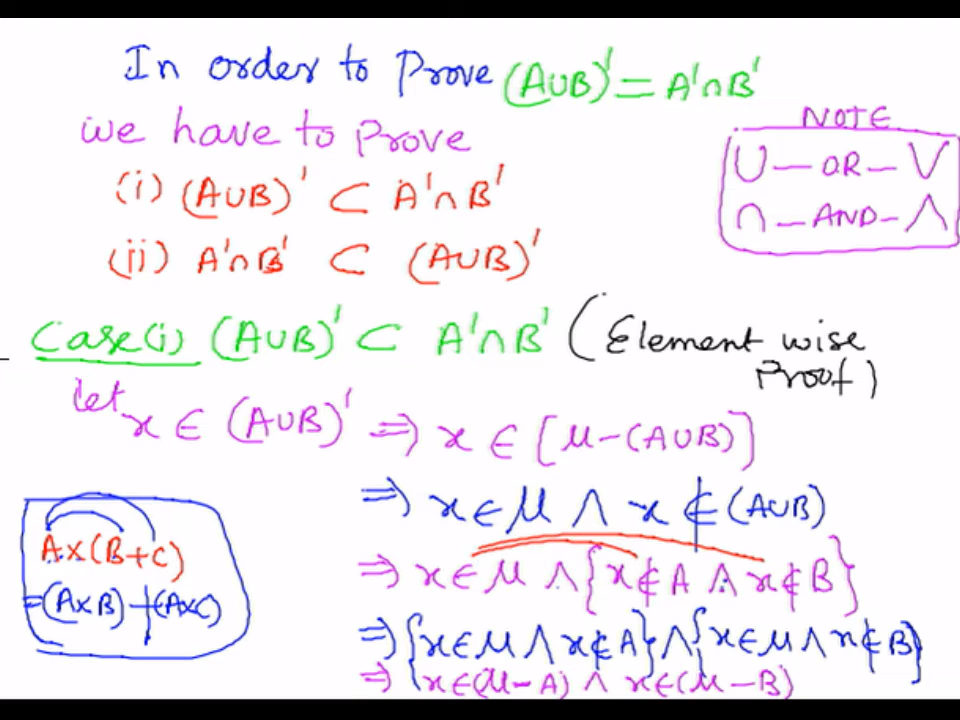 In order to Prove (A∪B)' = A'∩B'
we have to Prove
NOTE
∪ — OR — ∨
∩ — AND — ∧
(i) (A∪B)' ⊂ A'∩B'
(ii) A'∩B' ⊂ (A∪B)'
Case(i) (A∪B)' ⊂ A'∩B' (Element wise
Proof)
let x ∈ (A∪B)' ⇒ x ∈ [μ-(A∪B)]
⇒ x ∈ μ ∧ x ∉ (A∪B)
⇒ x ∈ μ ∧ {x ∉ A ∧ x ∉ B}
⇒ {x ∈ μ ∧ x ∉ A} ∧ {x ∈ μ ∧ x ∉ B}
⇒ x ∈ (μ-A) ∧ x ∈ (μ-B)
A×(B+C)
=(A×B)+(A×C)